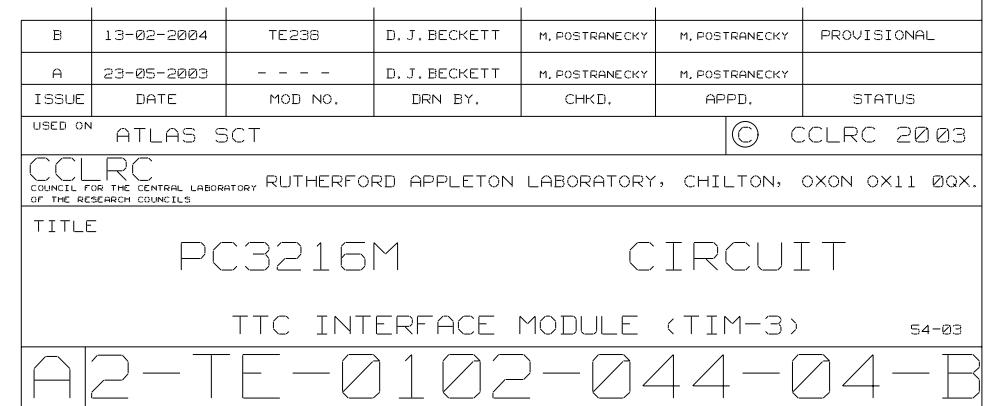 B 13-02-2004 TE238 D.J.BECKETT M.POSTRANECKY M.POSTRANECKY PROVISIONAL
A 23-05-2003 ---- D.J.BECKETT M.POSTRANECKY M.POSTRANECKY
ISSUE DATE MOD NO. DRN BY. CHKD. APPD. STATUS
USED ON ATLAS SCT © CCLRC 2003
CCLRC
COUNCIL FOR THE CENTRAL LABORATORY
OF THE RESEARCH COUNCILS
RUTHERFORD APPLETON LABORATORY, CHILTON, OXON OX11 0QX.
TITLE
PC3216M CIRCUIT
TTC INTERFACE MODULE (TIM-3) 54-03
A 2-TE-0102-044-04-B